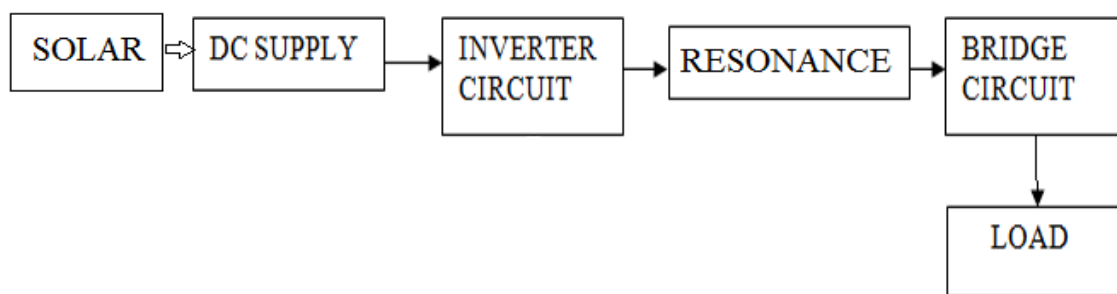 SOLAR
DC SUPPLY
INVERTER
CIRCUIT
RESONANCE
BRIDGE
CIRCUIT
LOAD